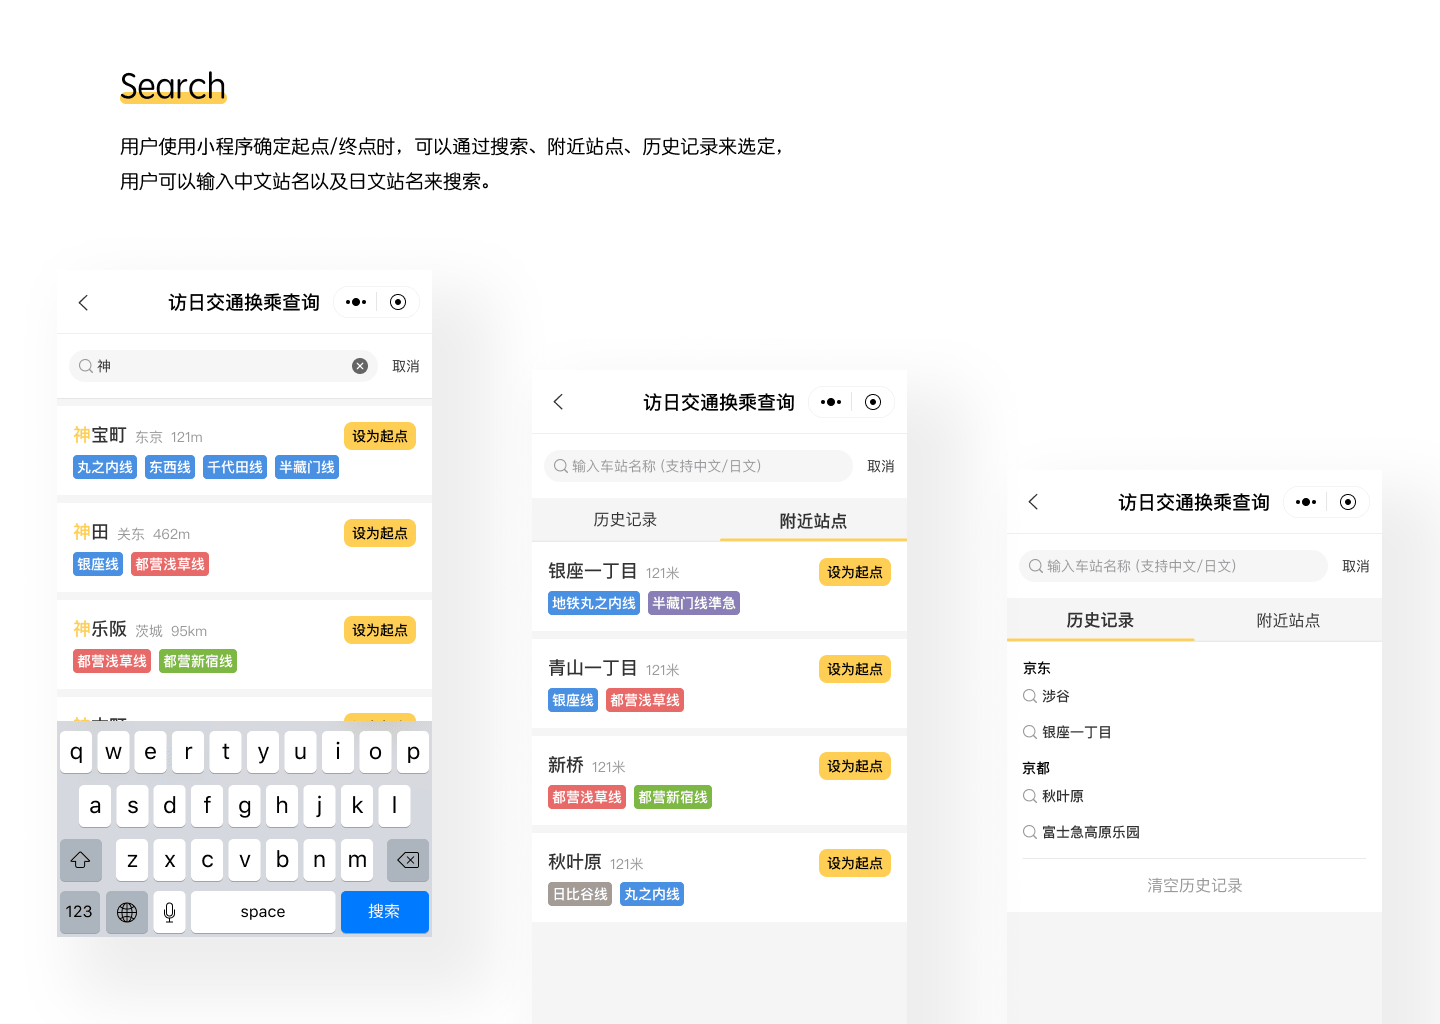 Search
用户使用小程序确定起点/终点时，可以通过搜索、附近站点、历史记录来选定，
用户可以输入中文站名以及日文站名来搜索。
访日交通换乘查询
神
取消
神宝町 东京 121m
设为起点
丸之内线 东西线 千代田线 半藏门线
神田 关东 462m
设为起点
银座线 都营浅草线
神乐阪 茨城 95km
设为起点
都营浅草线 都营新宿线
q w e r t y u i o p
a s d f g h j k l
z x c v b n m
123 space 搜索
访日交通换乘查询
输入车站名称 (支持中文/日文)
取消
历史记录 附近站点
银座一丁目 121米
设为起点
地铁丸之内线 半藏门线準急
青山一丁目 121米
设为起点
银座线 都营浅草线
新桥 121米
设为起点
都营浅草线 都营新宿线
秋叶原 121米
设为起点
日比谷线 丸之内线
访日交通换乘查询
输入车站名称 (支持中文/日文)
取消
历史记录 附近站点
京东
涉谷
银座一丁目
京都
秋叶原
富士急高原乐园
清空历史记录